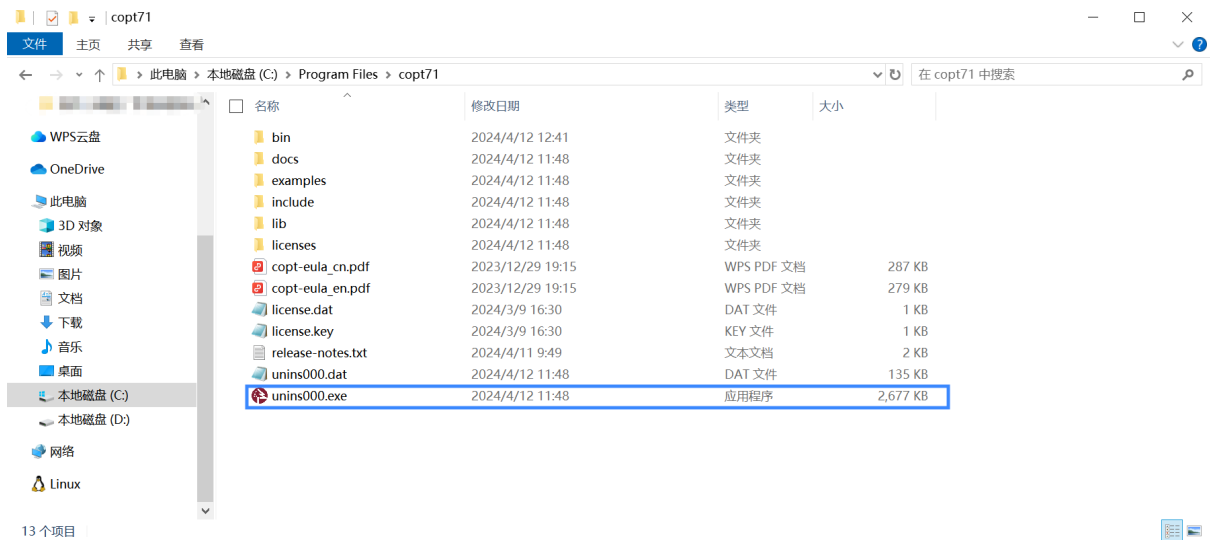 copt71
文件 主页 共享 查看
此电脑 > 本地磁盘 (C:) > Program Files > copt71
在 copt71 中搜索
WPS云盘
OneDrive
此电脑
3D 对象
视频
图片
文档
下载
音乐
桌面
本地磁盘 (C:)
本地磁盘 (D:)
网络
Linux
名称 修改日期 类型 大小
bin 2024/4/12 12:41 文件夹
docs 2024/4/12 11:48 文件夹
examples 2024/4/12 11:48 文件夹
include 2024/4/12 11:48 文件夹
lib 2024/4/12 11:48 文件夹
licenses 2024/4/12 11:48 文件夹
copt-eula_cn.pdf 2023/12/29 19:15 WPS PDF 文档 287 KB
copt-eula_en.pdf 2023/12/29 19:15 WPS PDF 文档 279 KB
license.dat 2024/3/9 16:30 DAT 文件 1 KB
license.key 2024/3/9 16:30 KEY 文件 1 KB
release-notes.txt 2024/4/11 9:49 文本文档 2 KB
unins000.dat 2024/4/12 11:48 DAT 文件 135 KB
unins000.exe 2024/4/12 11:48 应用程序 2,677 KB
13 个项目